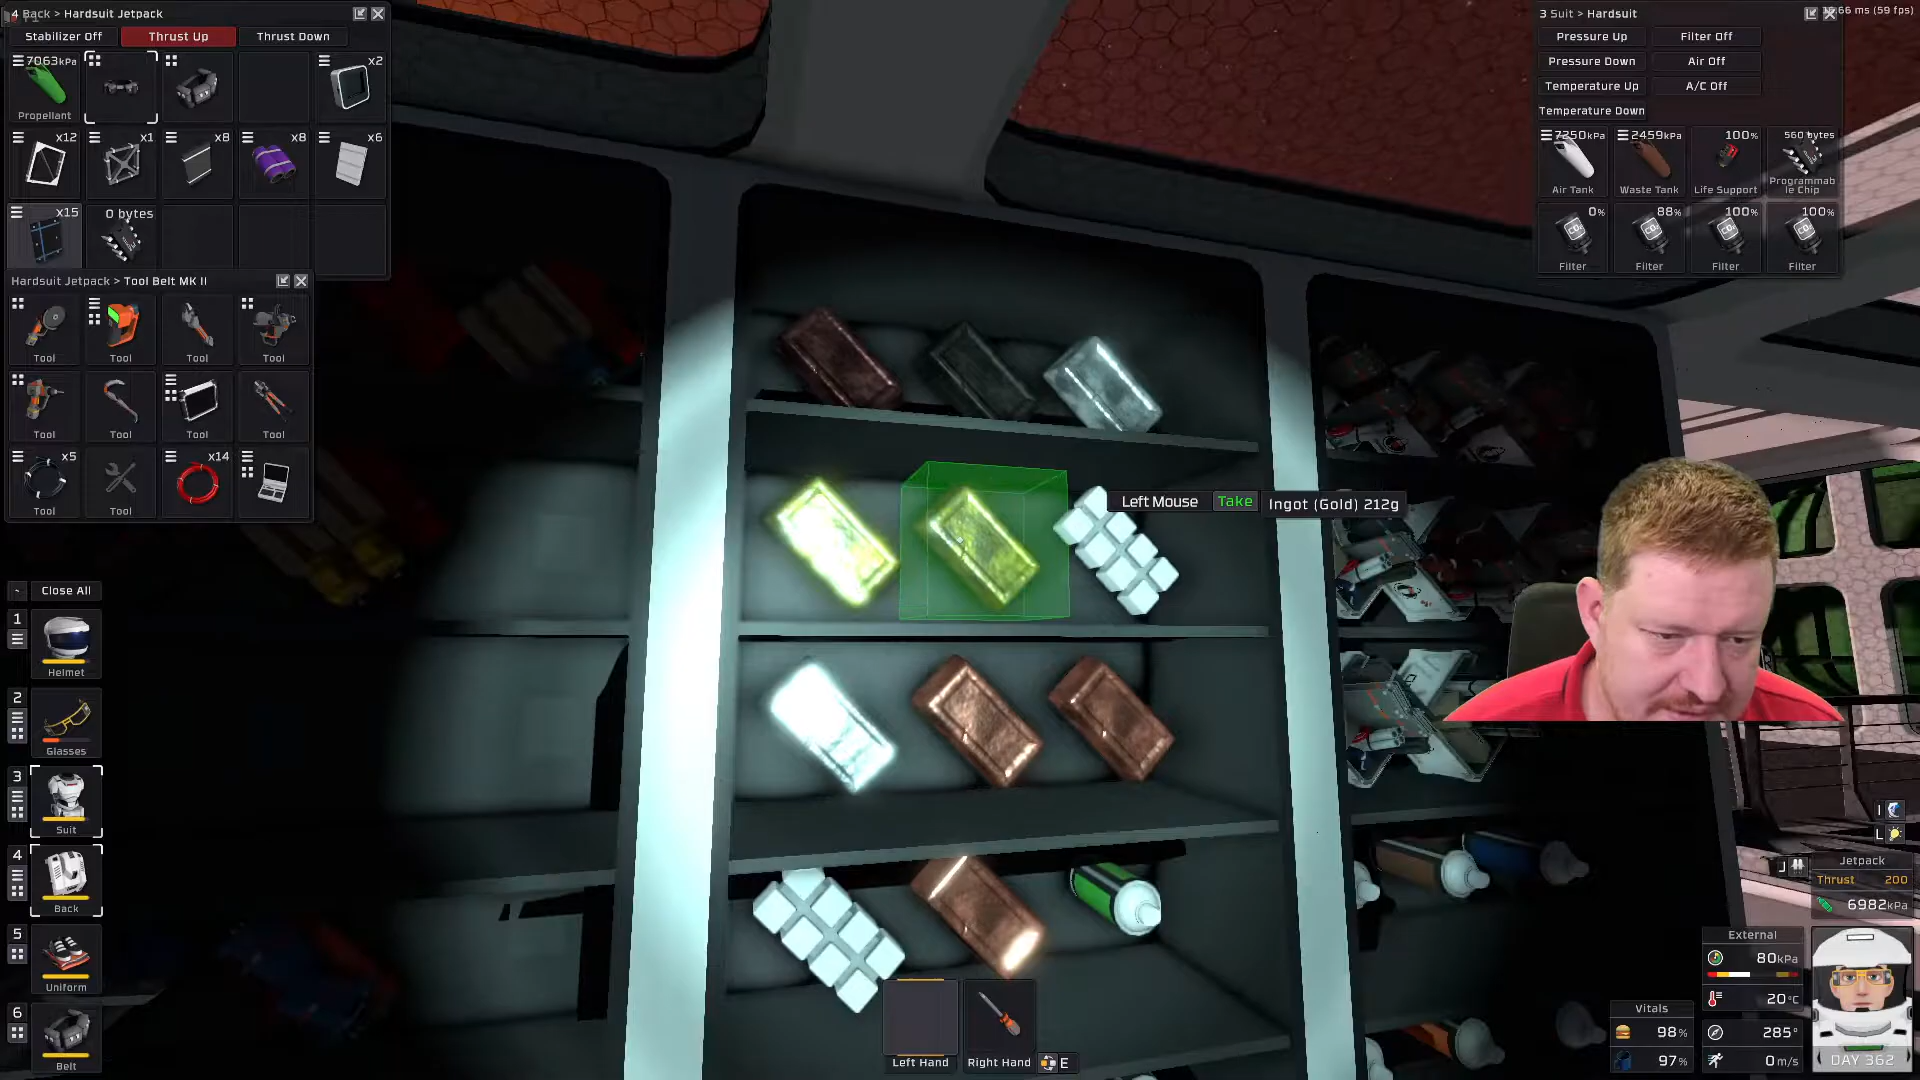 4 Back > Hardsuit Jetpack
Stabilizer Off
Thrust Up
Thrust Down
7063kPa
Propellant
x2
x12
x1
x8
x8
x6
x15
0 bytes
Hardsuit Jetpack > Tool Belt MK II
Tool
Tool
Tool
Tool
Tool
Tool
Tool
Tool
x5
x14
Tool
Tool
~
Close All
1
Helmet
2
Glasses
3
Suit
4
Back
5
Uniform
6
Belt
Left Mouse
Take
Ingot (Gold) 212g
Left Hand
Right Hand
E
3 Suit > Hardsuit
66 ms (59 fps)
Pressure Up
Filter Off
Pressure Down
Air Off
Temperature Up
A/C Off
Temperature Down
7250kPa
2459kPa
100%
560 bytes
Air Tank
Waste Tank
Life Support
Programmab
le Chip
0%
88%
100%
100%
Filter
Filter
Filter
Filter
I
L
J
Jetpack
Thrust 200
6982kPa
External
80kPa
20°C
285°
0m/s
Vitals
98%
97%
DAY 362